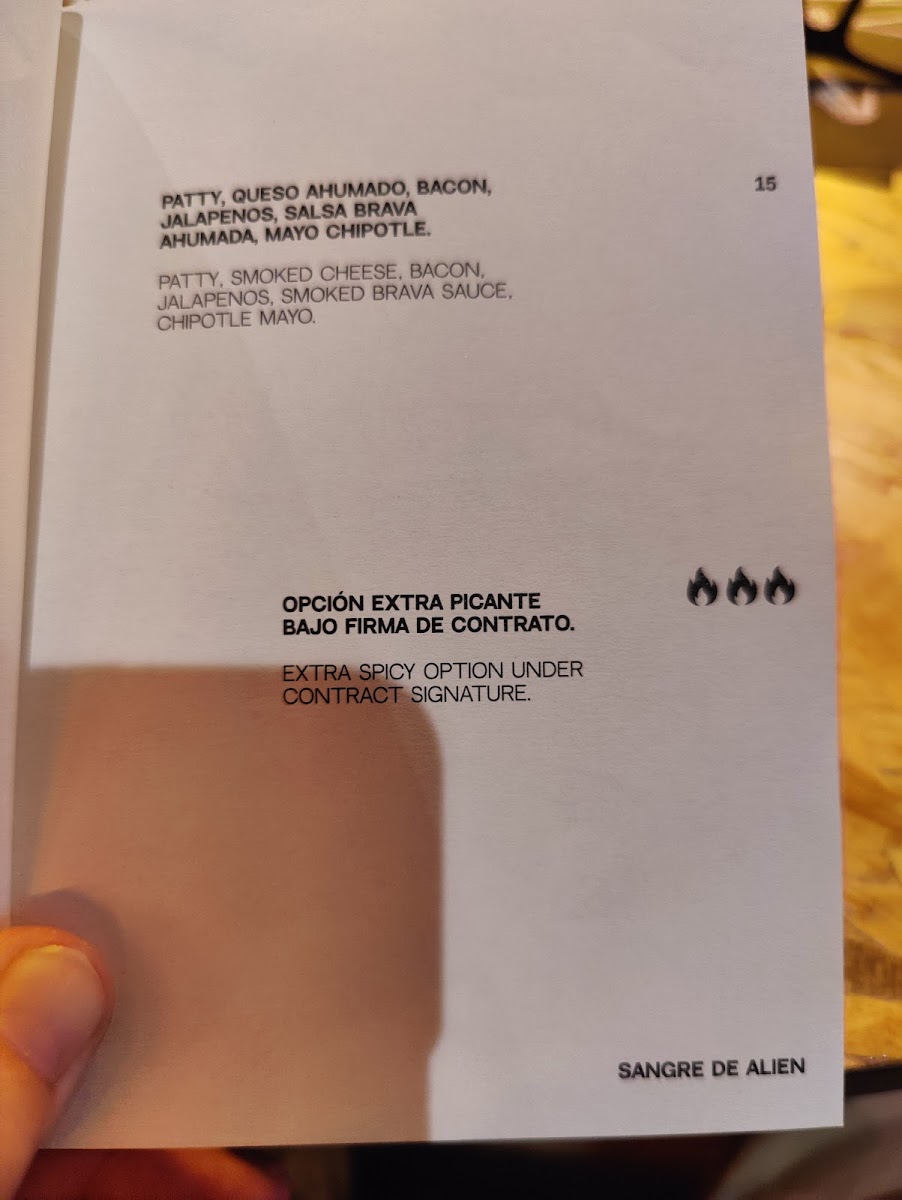 PATTY, QUESO AHUMADO, BACON,
JALAPENOS, SALSA BRAVA
AHUMADA, MAYO CHIPOTLE.
15
PATTY, SMOKED CHEESE, BACON,
JALAPENOS, SMOKED BRAVA SAUCE,
CHIPOTLE MAYO.
OPCIÓN EXTRA PICANTE
BAJO FIRMA DE CONTRATO.
EXTRA SPICY OPTION UNDER
CONTRACT SIGNATURE.
SANGRE DE ALIEN